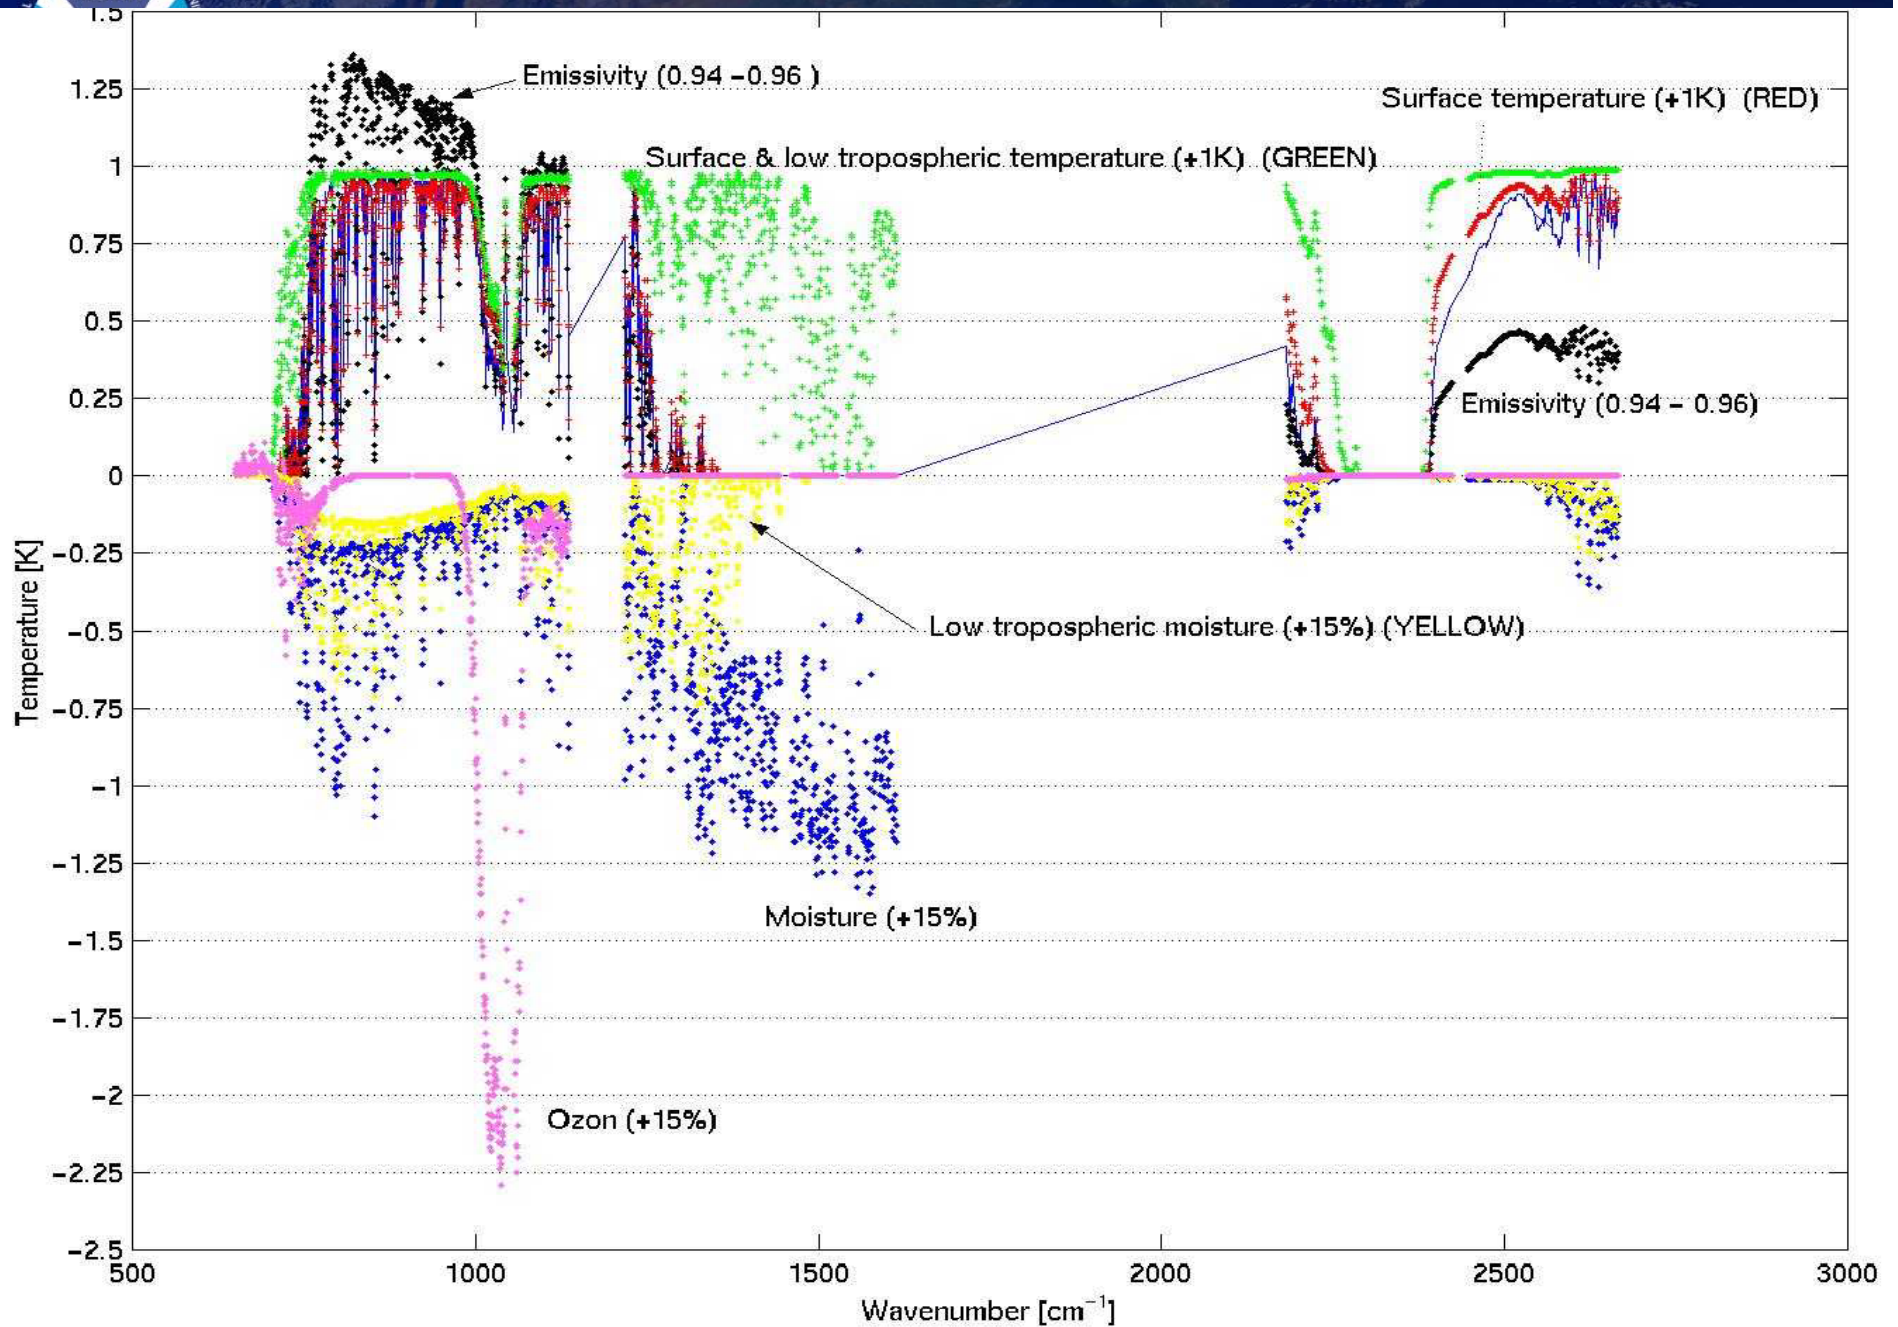 1.5
1.25
1
0.75
0.5
0.25
0
−0.25
−0.5
−0.75
−1
−1.25
−1.5
−1.75
−2
−2.25
−2.5
Temperature [K]
Emissivity (0.94 −0.96 )
Surface temperature (+1K) (RED)
Surface & low tropospheric temperature (+1K) (GREEN)
Emissivity (0.94 − 0.96)
Low tropospheric moisture (+15%) (YELLOW)
Moisture (+15%)
Ozon (+15%)
500 1000 1500 2000 2500 3000
Wavenumber [cm⁻¹]